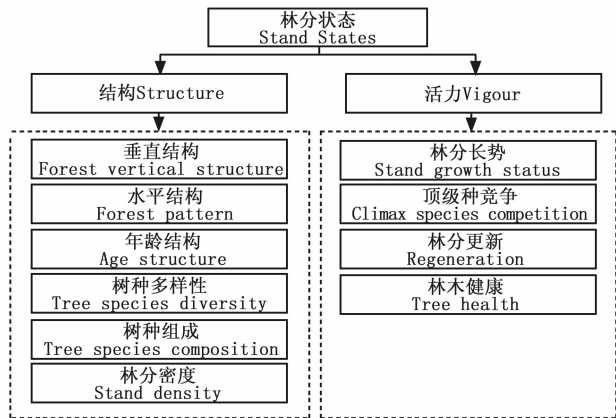 林分状态
Stand States
结构Structure
活力Vigour
垂直结构
Forest vertical structure
水平结构
Forest pattern
年龄结构
Age structure
树种多样性
Tree species diversity
树种组成
Tree species composition
林分密度
Stand density
林分长势
Stand growth status
顶级种竞争
Climax species competition
林分更新
Regeneration
林木健康
Tree health